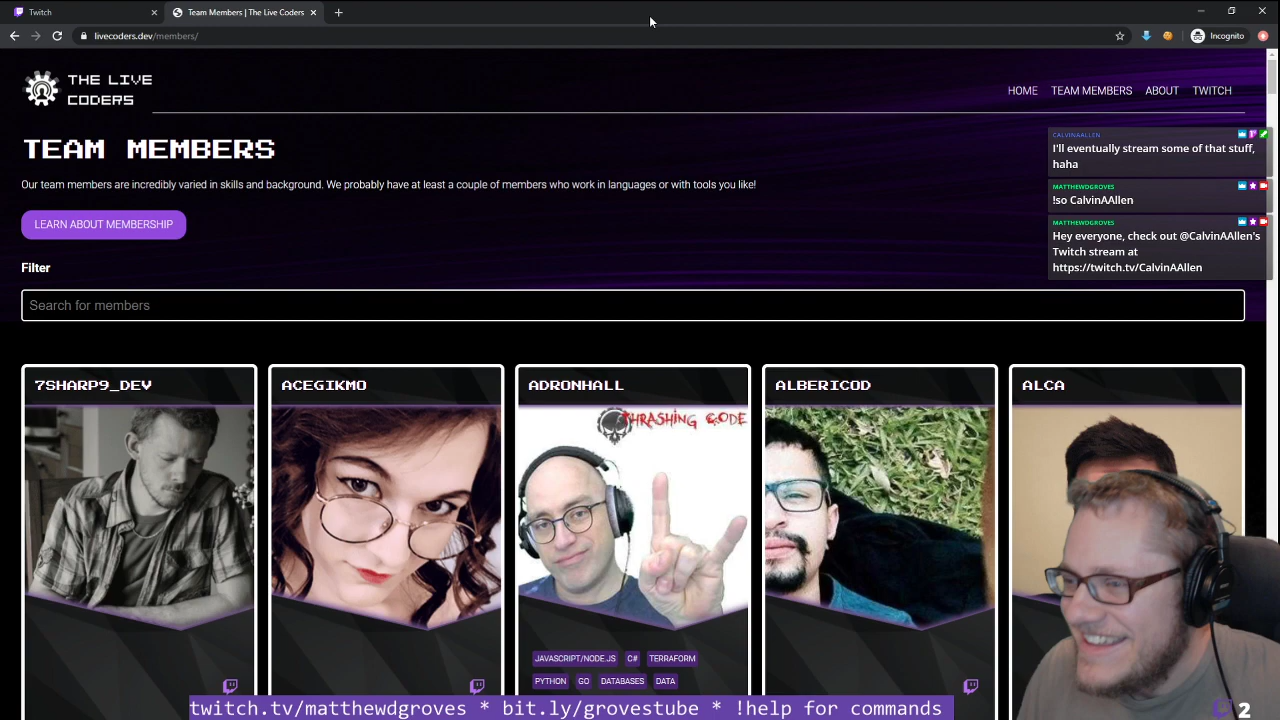 Twitch
Team Members | The Live Coders
livecoders.dev/members/
Incognito
THE LIVE
CODERS
HOME
TEAM MEMBERS
ABOUT
TWITCH
TEAM MEMBERS
Our team members are incredibly varied in skills and background. We probably have at least a couple of members who work in languages or with tools you like!
LEARN ABOUT MEMBERSHIP
CALVINAALLEN
I'll eventually stream some of that stuff,
haha
MATTHEWDGROVES
!so CalvinAAllen
MATTHEWDGROVES
Hey everyone, check out @CalvinAAllen's
Twitch stream at
https://twitch.tv/CalvinAAllen
Filter
Search for members
7SHARP9_DEV
ACEGIKMO
ADRONHALL
ALBERICOD
ALCA
THRASHING CODE
JAVASCRIPT/NODE.JS
C#
TERRAFORM
PYTHON
GO
DATABASES
DATA
twitch.tv/matthewdgroves * bit.ly/grovestube * !help for commands
2